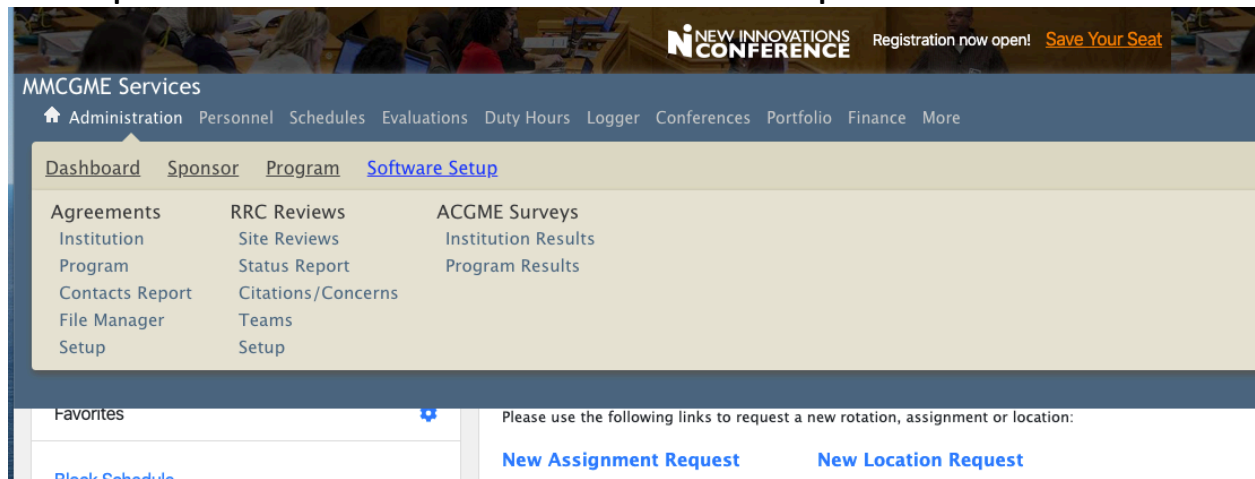 NEW INNOVATIONS
CONFERENCE
Registration now open! Save Your Seat
MMCGME Services
Administration Personnel Schedules Evaluations Duty Hours Logger Conferences Portfolio Finance More
Dashboard Sponsor Program Software Setup
Agreements RRC Reviews ACGME Surveys
Institution Site Reviews Institution Results
Program Status Report Program Results
Contacts Report Citations/Concerns
File Manager Teams
Setup Setup
Favorites
Please use the following links to request a new rotation, assignment or location:
New Assignment Request New Location Request
Block Schedule